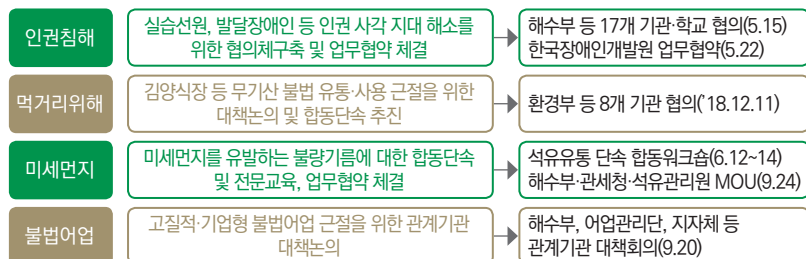 인권침해
실습선원, 발달장애인 등 인권 사각 지대 해소를
위한 협의체구축 및 업무협약 체결
해수부 등 17개 기관·학교 협의(5.15)
한국장애인개발원 업무협약(5.22)
먹거리위해
김양식장 등 무기산 불법 유통·사용 근절을 위한
대책논의 및 합동단속 추진
환경부 등 8개 기관 협의('18.12.11)
미세먼지
미세먼지를 유발하는 불량기름에 대한 합동단속
및 전문교육, 업무협약 체결
석유유통 단속 합동워크숍(6.12~14)
해수부·관세청·석유관리원 MOU(9.24)
불법어업
고질적·기업형 불법어업 근절을 위한 관계기관
대책논의
해수부, 어업관리단, 지자체 등
관계기관 대책회의(9.20)